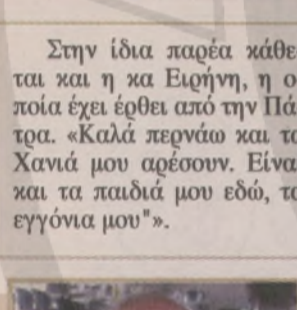 Στην ίδια παρέα κάθε
ται και η κα Ειρήνη, η ο
ποία έχει έρθει από την Πά
τρα. «Καλά περνάω και τα
Χανιά μου αρέσουν. Είναι
και τα παιδιά μου εδώ, τα
εγγόνια μου"».